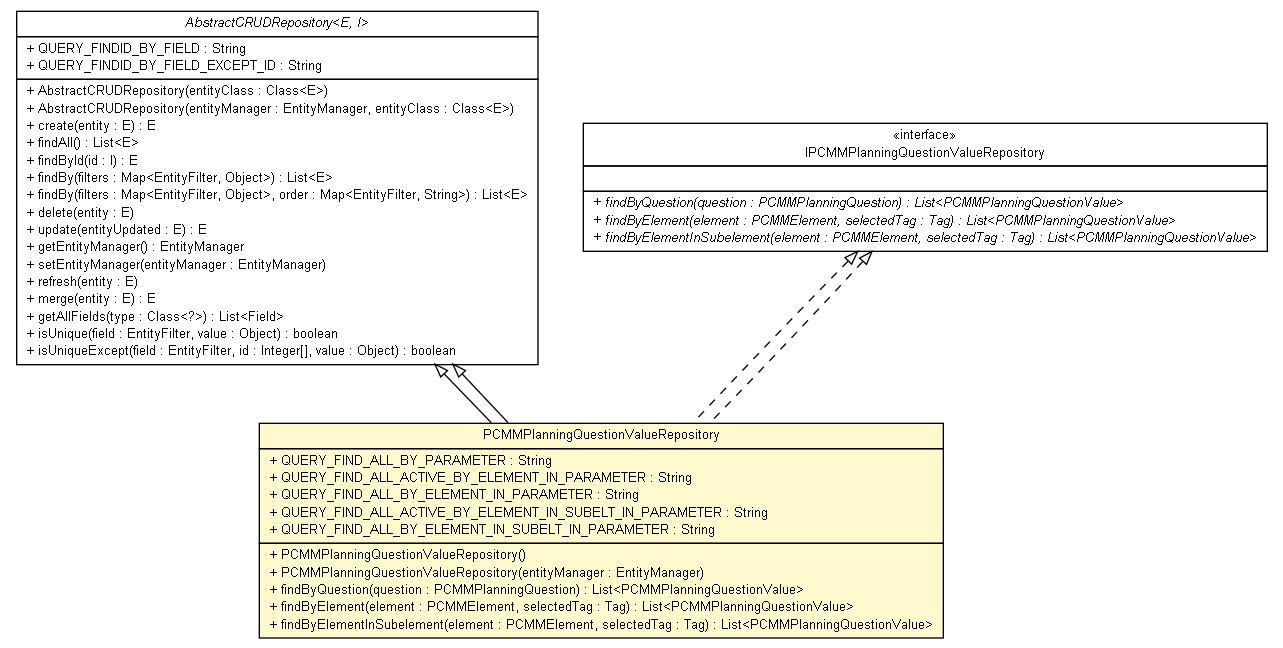 AbstractCRUDRepository<E, I>
+ QUERY_FINDID_BY_FIELD : String
+ QUERY_FINDID_BY_FIELD_EXCEPT_ID : String
+ AbstractCRUDRepository(entityClass : Class<E>)
+ AbstractCRUDRepository(entityManager : EntityManager, entityClass : Class<E>)
+ create(entity : E) : E
+ findAll() : List<E>
+ findById(id : I) : E
+ findBy(filters : Map<EntityFilter, Object>) : List<E>
+ findBy(filters : Map<EntityFilter, Object>, order : Map<EntityFilter, String>) : List<E>
+ delete(entity : E)
+ update(entityUpdated : E) : E
+ getEntityManager() : EntityManager
+ setEntityManager(entityManager : EntityManager)
+ refresh(entity : E)
+ merge(entity : E) : E
+ getAllFields(type : Class<?>) : List<Field>
+ isUnique(field : EntityFilter, value : Object) : boolean
+ isUniqueExcept(field : EntityFilter, id : Integer[], value : Object) : boolean
«interface»
IPCMMPlanningQuestionValueRepository
+ findByQuestion(question : PCMMPlanningQuestion) : List<PCMMPlanningQuestionValue>
+ findByElement(element : PCMMElement, selectedTag : Tag) : List<PCMMPlanningQuestionValue>
+ findByElementInSubelement(element : PCMMElement, selectedTag : Tag) : List<PCMMPlanningQuestionValue>
PCMMPlanningQuestionValueRepository
+ QUERY_FIND_ALL_BY_PARAMETER : String
+ QUERY_FIND_ALL_ACTIVE_BY_ELEMENT_IN_PARAMETER : String
+ QUERY_FIND_ALL_BY_ELEMENT_IN_PARAMETER : String
+ QUERY_FIND_ALL_ACTIVE_BY_ELEMENT_IN_SUBELT_IN_PARAMETER : String
+ QUERY_FIND_ALL_BY_ELEMENT_IN_SUBELT_IN_PARAMETER : String
+ PCMMPlanningQuestionValueRepository()
+ PCMMPlanningQuestionValueRepository(entityManager : EntityManager)
+ findByQuestion(question : PCMMPlanningQuestion) : List<PCMMPlanningQuestionValue>
+ findByElement(element : PCMMElement, selectedTag : Tag) : List<PCMMPlanningQuestionValue>
+ findByElementInSubelement(element : PCMMElement, selectedTag : Tag) : List<PCMMPlanningQuestionValue>